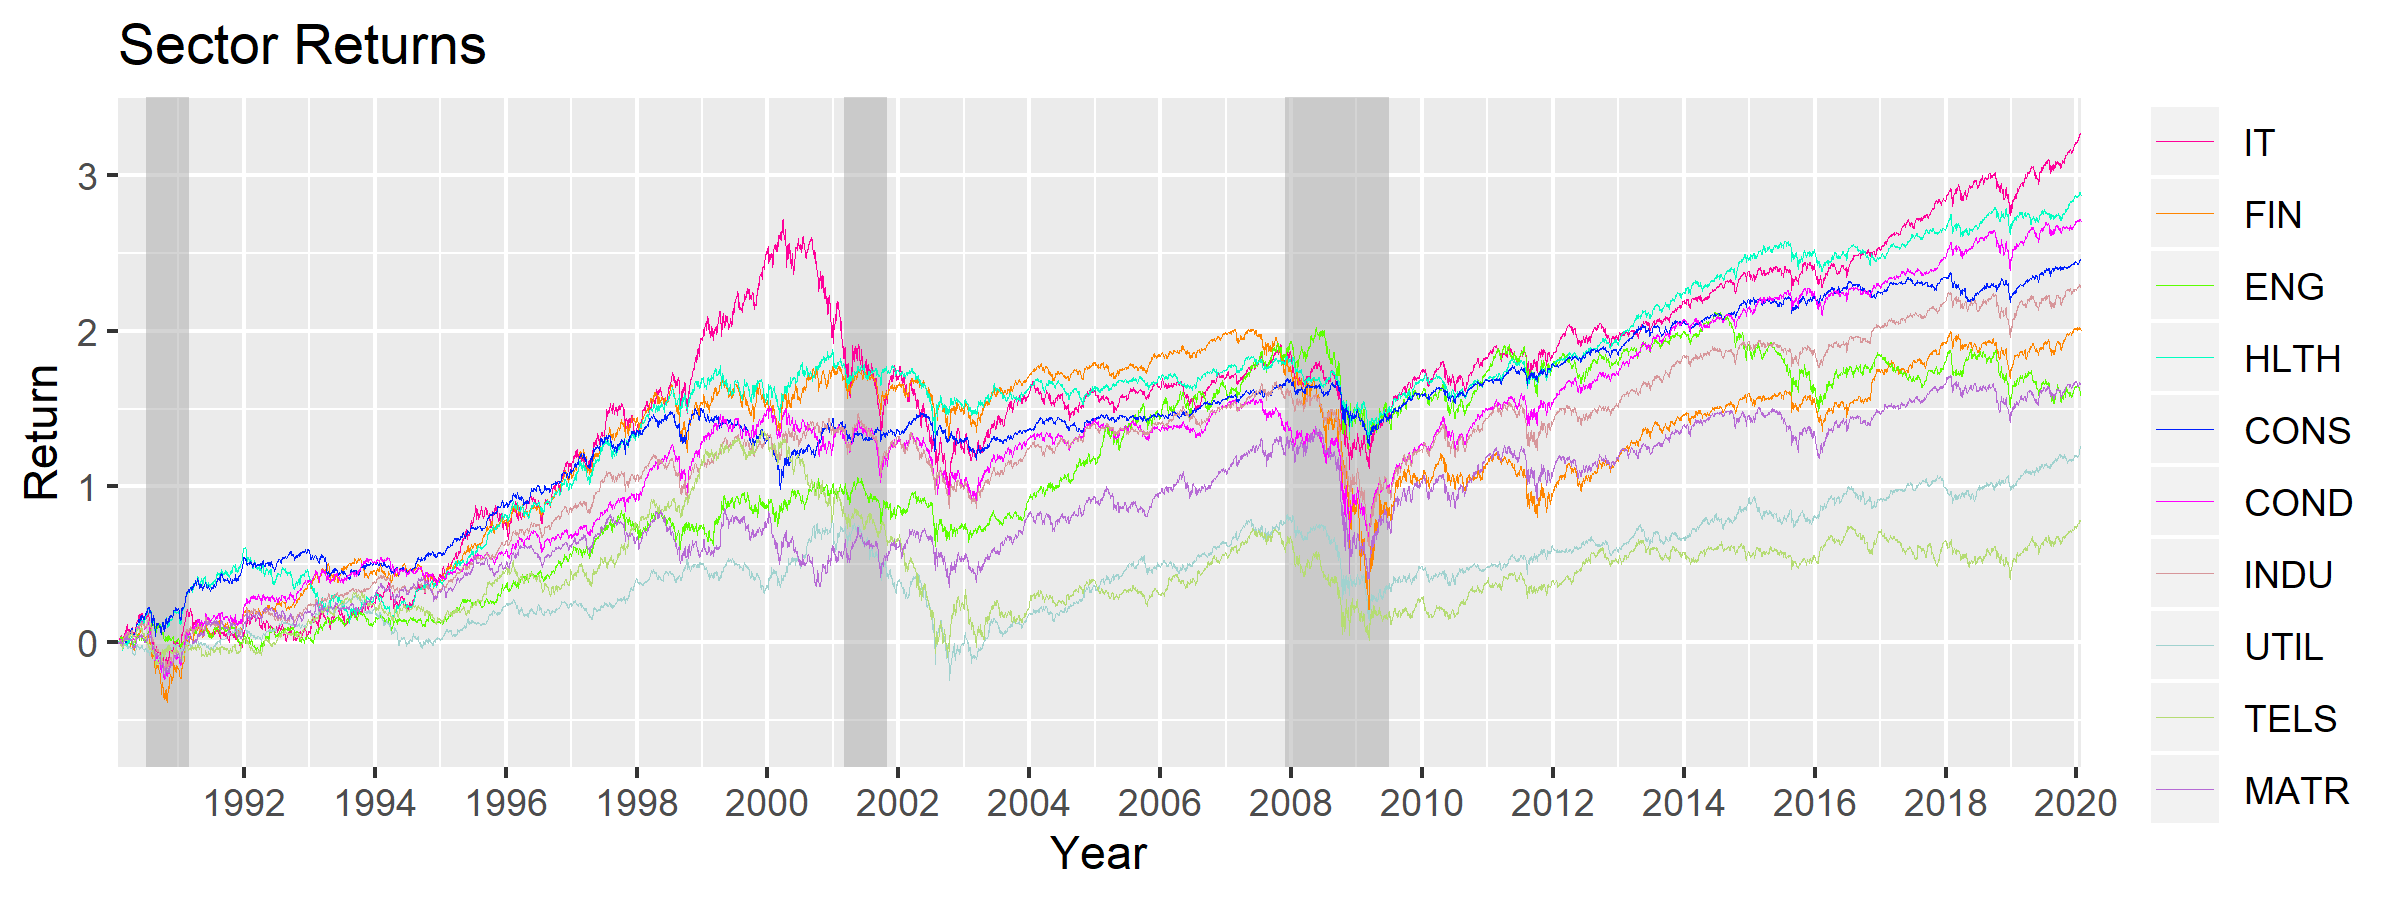 Sector Returns
3
2
1
0
Return
1992 1994 1996 1998 2000 2002 2004 2006 2008 2010 2012 2014 2016 2018 2020
Year
IT
FIN
ENG
HLTH
CONS
COND
INDU
UTIL
TELS
MATR